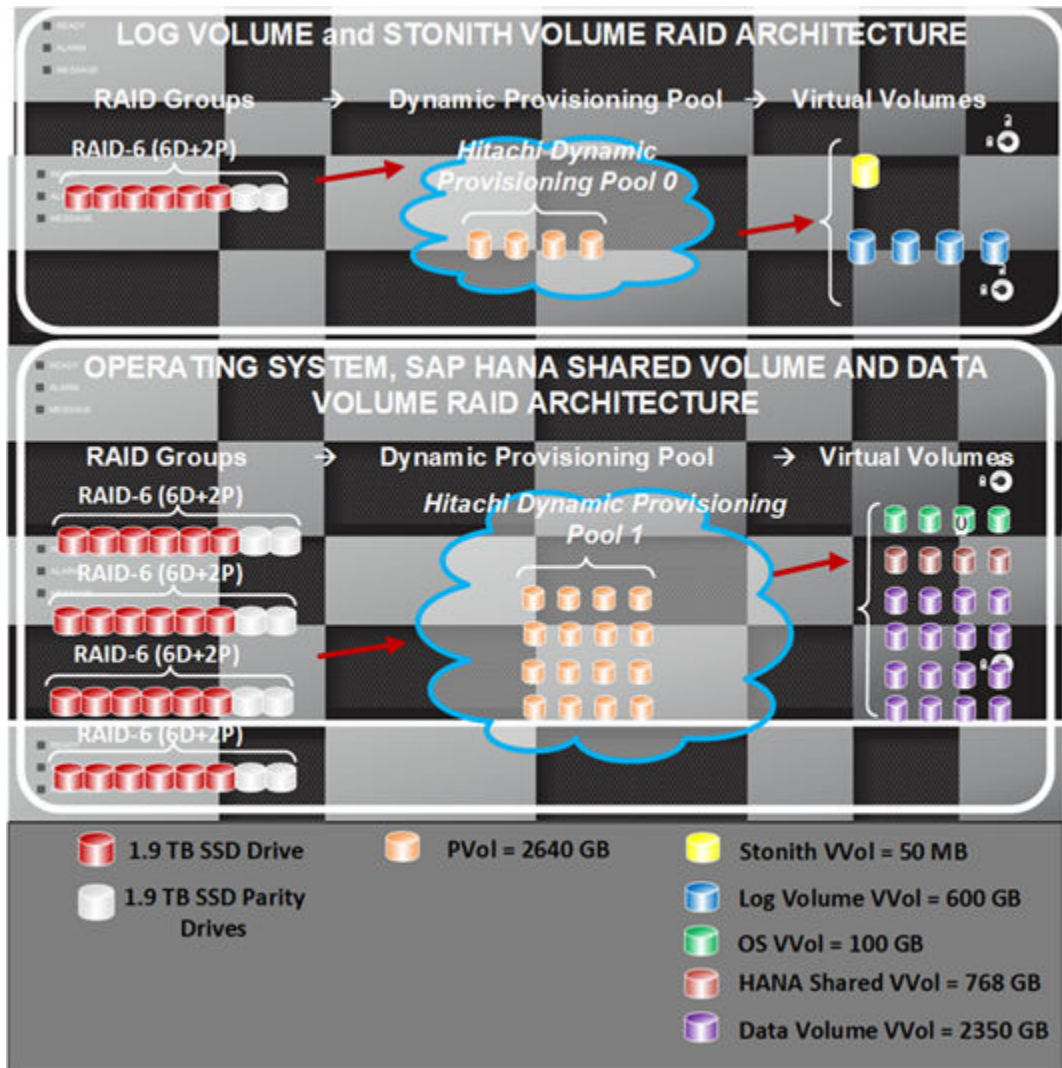 LOG VOLUME and STONITH VOLUME RAID ARCHITECTURE
RAID Groups → Dynamic Provisioning Pool → Virtual Volumes
RAID-6 (6D+2P)
Hitachi Dynamic
Provisioning Pool 0
MESSAGE
OPERATING SYSTEM, SAP HANA SHARED VOLUME AND DATA
VOLUME RAID ARCHITECTURE
RAID Groups → Dynamic Provisioning Pool → Virtual Volumes
RAID-6 (6D+2P)
Hitachi Dynamic Provisioning
Pool 1
RAID-6 (6D+2P)
RAID-6 (6D+2P)
RAID-6 (6D+2P)
1.9 TB SSD Drive
1.9 TB SSD Parity
Drives
PVol = 2640 GB
Stonith VVol = 50 MB
Log Volume VVol = 600 GB
OS VVol = 100 GB
HANA Shared VVol = 768 GB
Data Volume VVol = 2350 GB